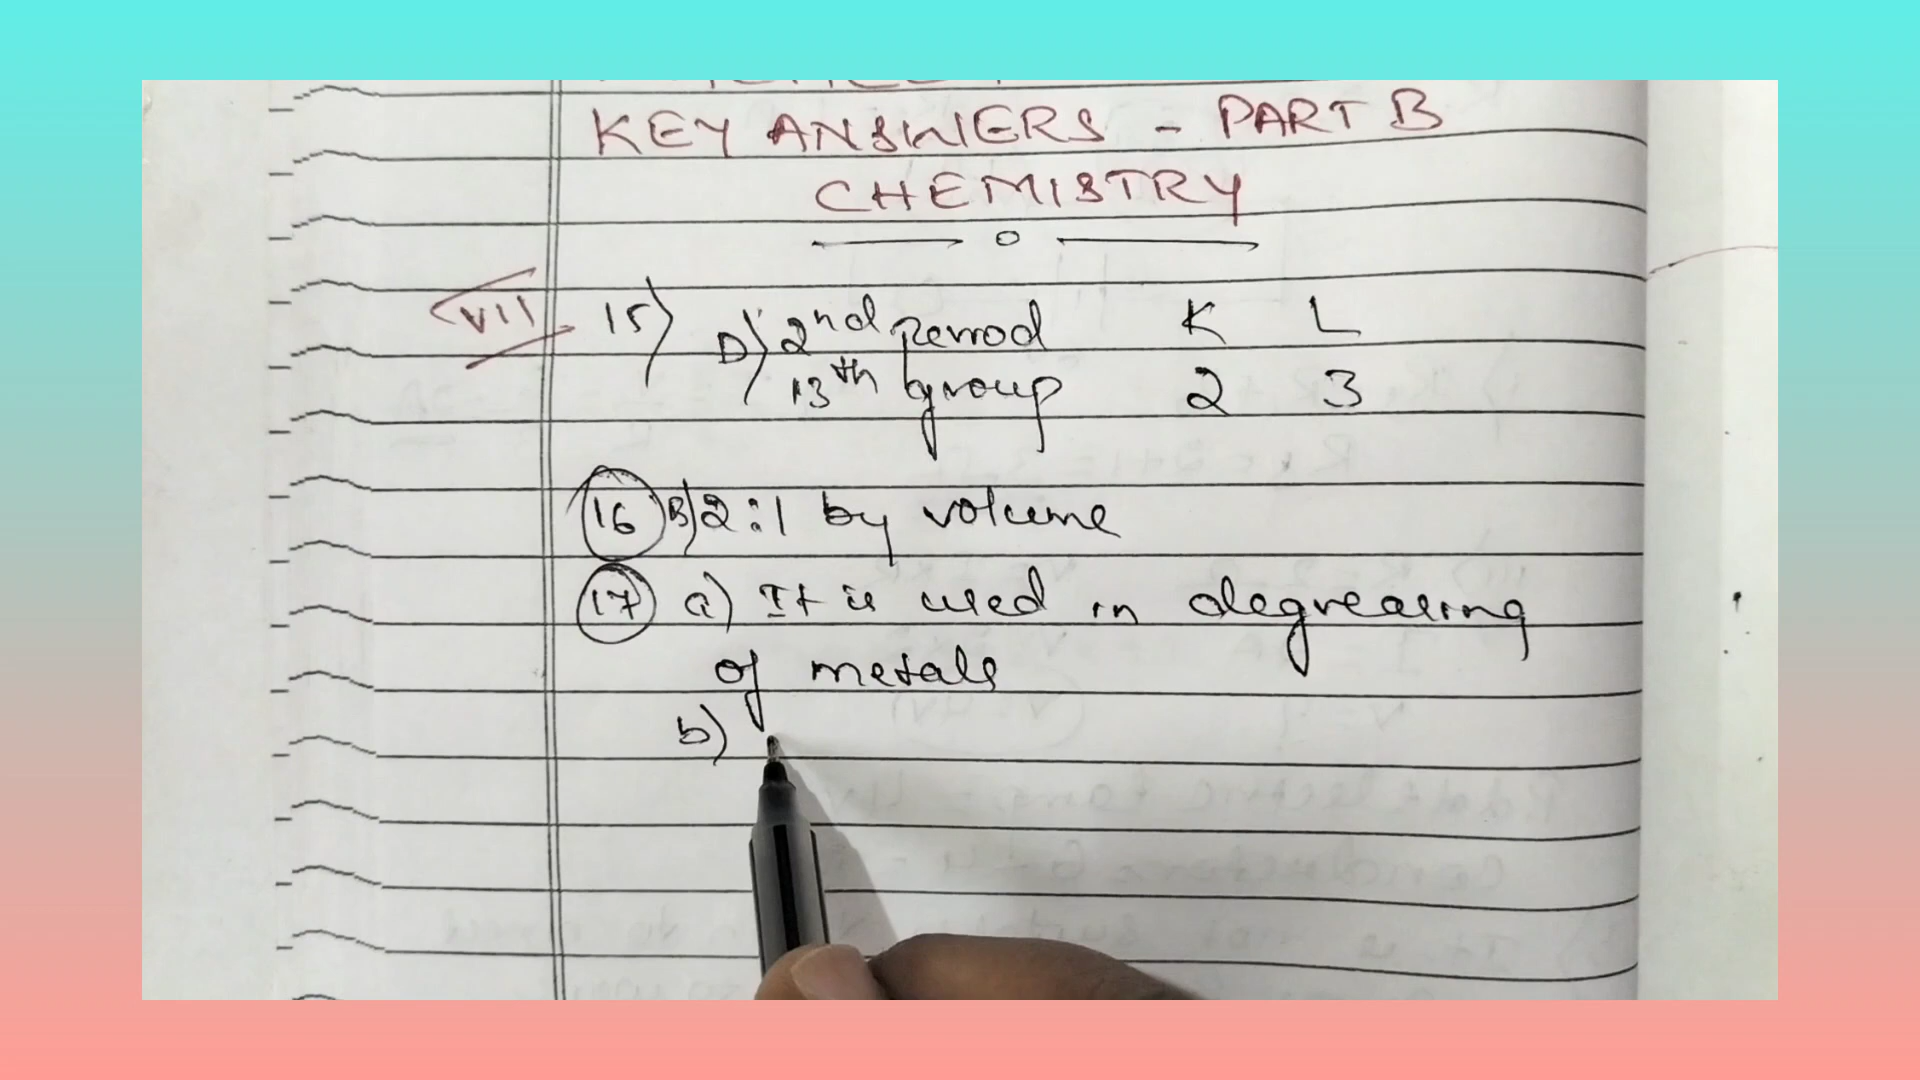 KEY ANSWERS - PART B
CHEMISTRY
VII 15) D) 2nd period K L
13th group 2 3
16 B) 2:1 by volume
17 a) It is used in degreasing
of metals
b)